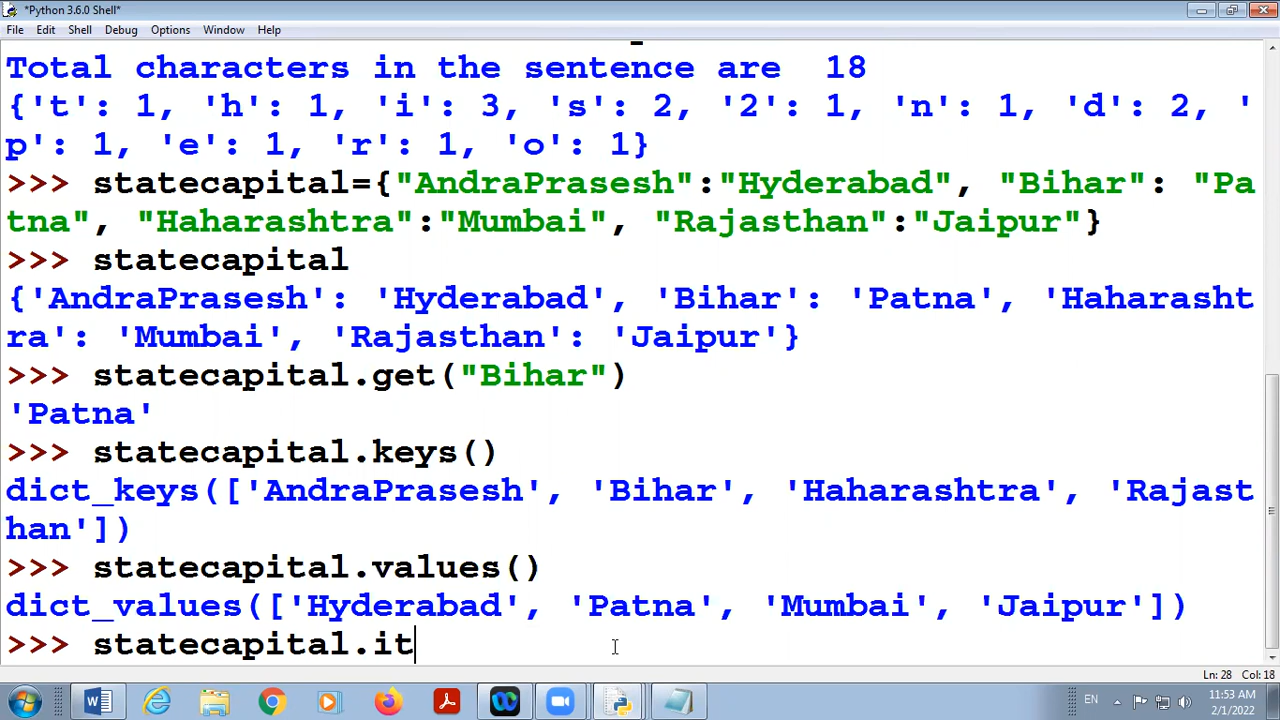 *Python 3.6.0 Shell*
File Edit Shell Debug Options Window Help
Total characters in the sentence are  18
{'t': 1, 'h': 1, 'i': 3, 's': 2, '2': 1, 'n': 1, 'd': 2, '
p': 1, 'e': 1, 'r': 1, 'o': 1}
>>> statecapital={"AndraPrasesh":"Hyderabad", "Bihar": "Pa
tna", "Haharashtra":"Mumbai", "Rajasthan":"Jaipur"}
>>> statecapital
{'AndraPrasesh': 'Hyderabad', 'Bihar': 'Patna', 'Haharasht
ra': 'Mumbai', 'Rajasthan': 'Jaipur'}
>>> statecapital.get("Bihar")
'Patna'
>>> statecapital.keys()
dict_keys(['AndraPrasesh', 'Bihar', 'Haharashtra', 'Rajast
han'])
>>> statecapital.values()
dict_values(['Hyderabad', 'Patna', 'Mumbai', 'Jaipur'])
>>> statecapital.it
Ln: 28 Col: 18
EN
11:53 AM
2/1/2022